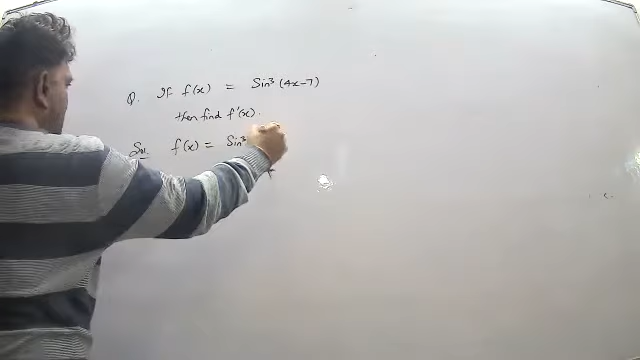 Q. If f(x) = Sin³ (4x-7)
then find f'(x).
Sol. f(x) = Sin³